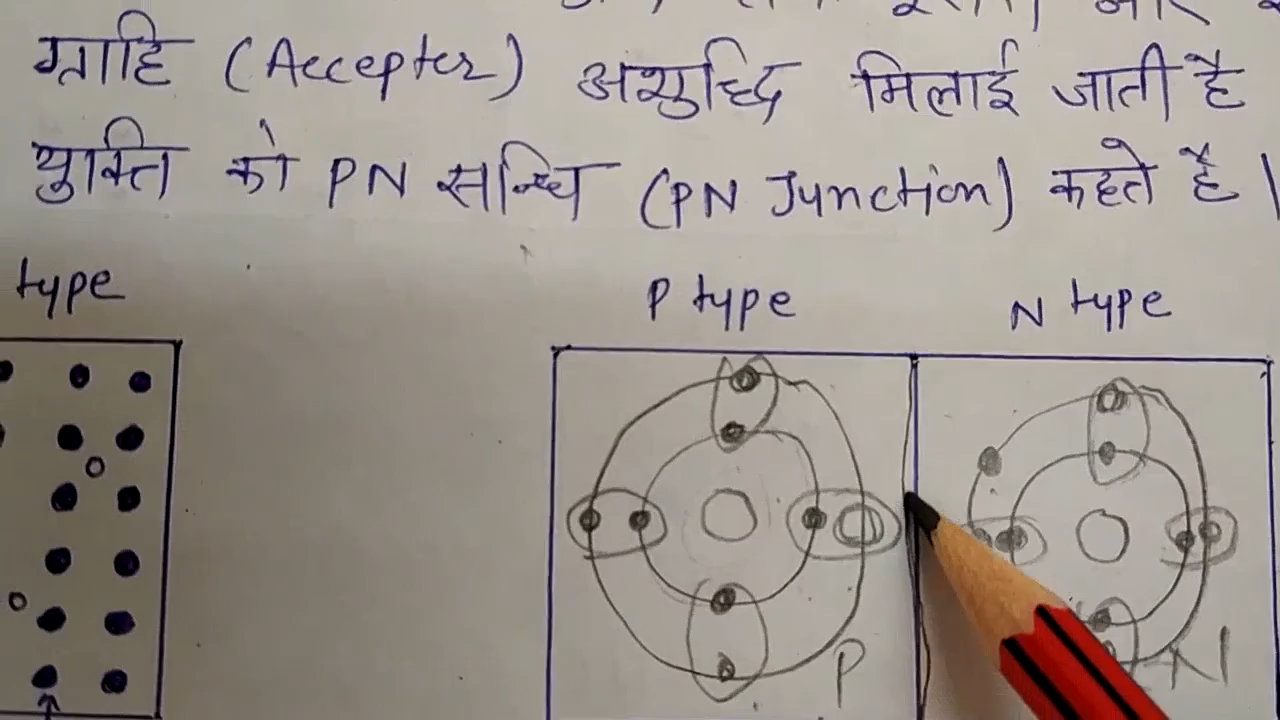 ग्राहि (Accepter) अशुद्धि मिलाई जाती है
युक्ति को PN सन्धि (PN Junction) कहते है।
type
P type
N type
P
N